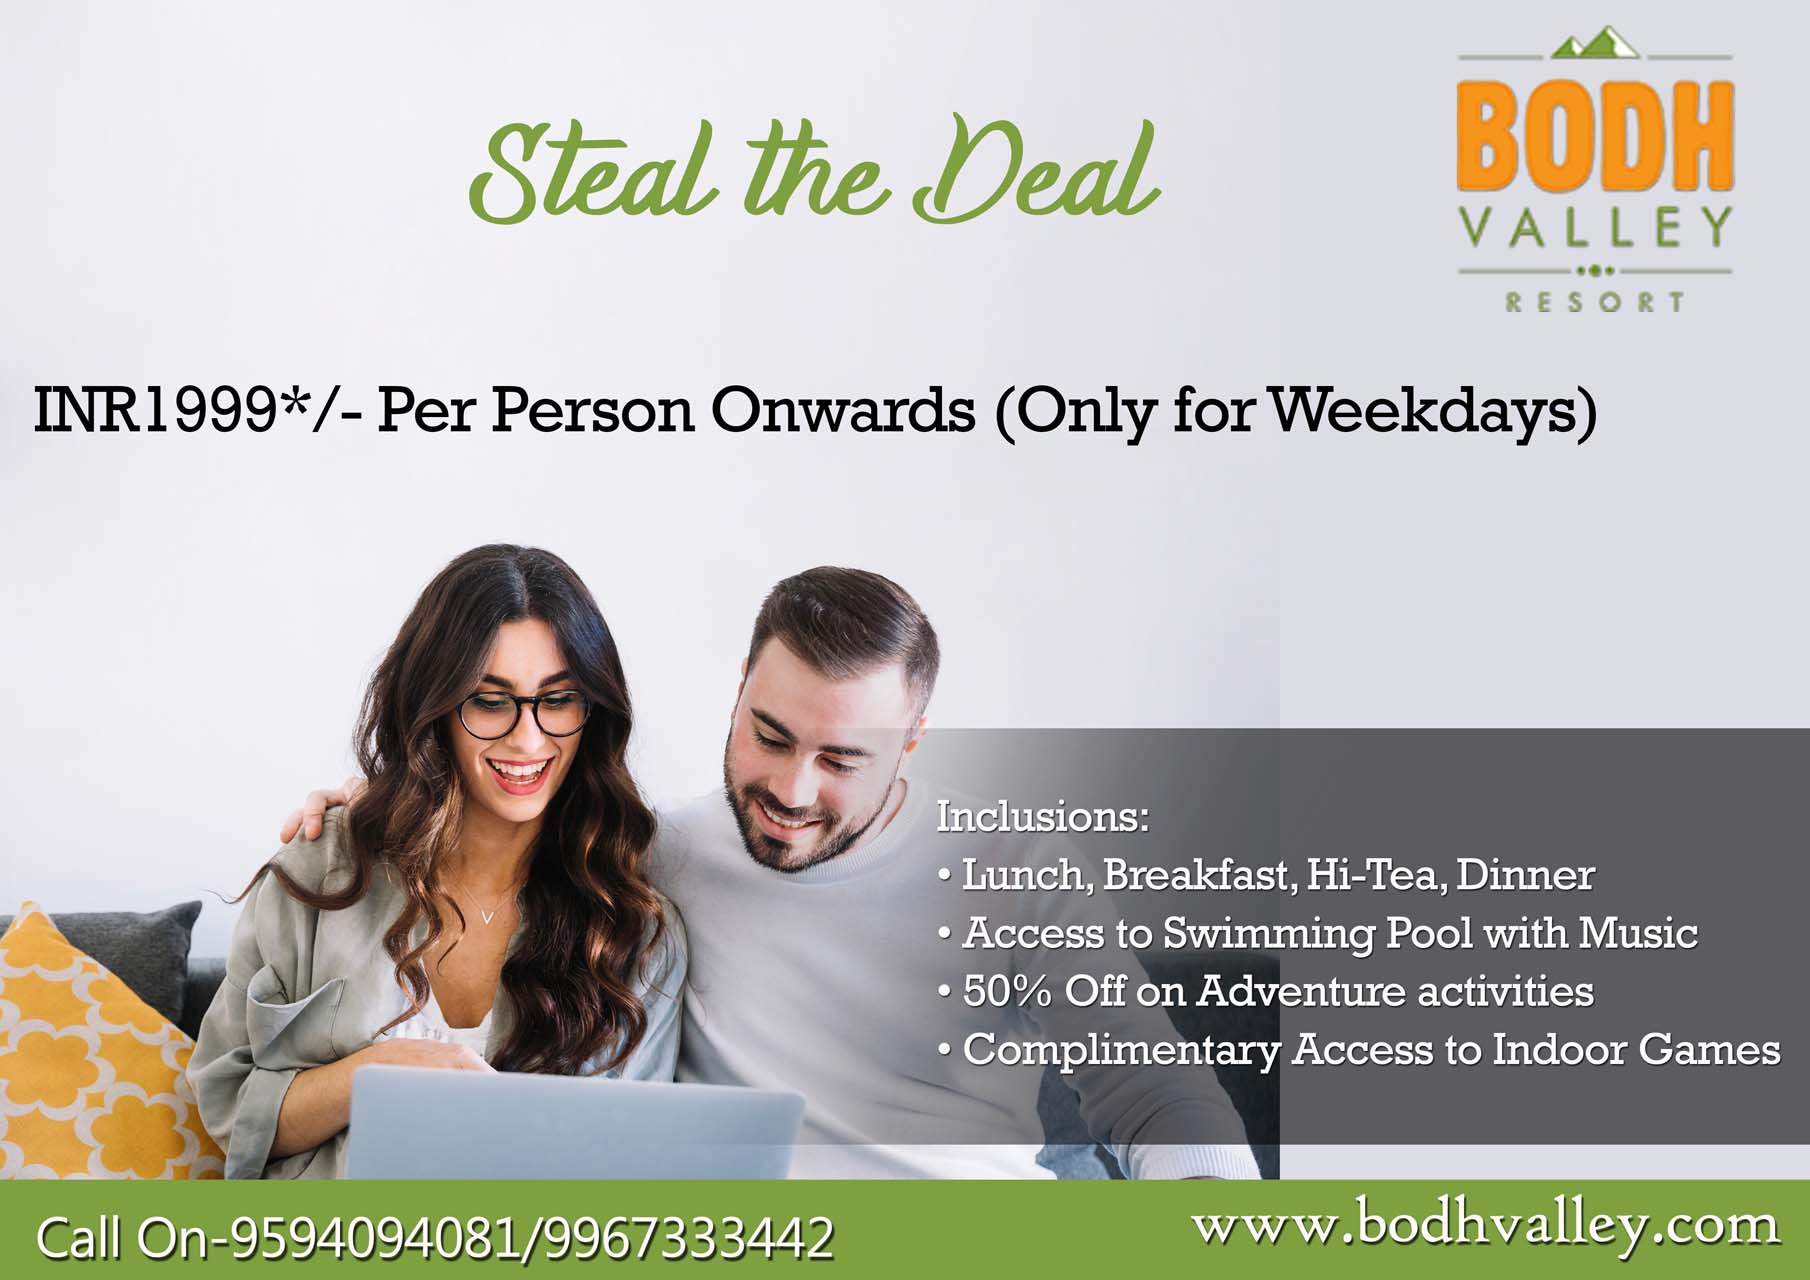 Steal the Deal
BODH
VALLEY
RESORT
INR1999*/- Per Person Onwards (Only for Weekdays)
Inclusions:
• Lunch, Breakfast, Hi-Tea, Dinner
• Access to Swimming Pool with Music
• 50% Off on Adventure activities
• Complimentary Access to Indoor Games
Call On-9594094081/9967333442
www.bodhvalley.com